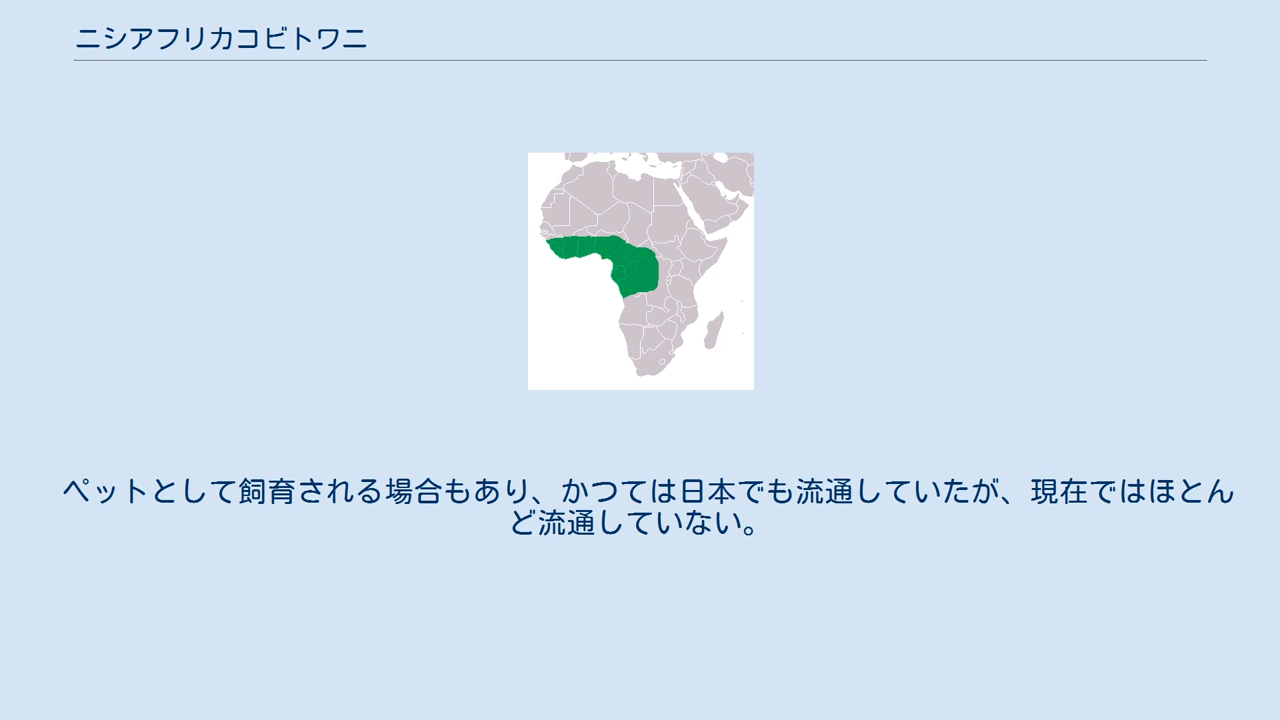 ニシアフリカコビトワニ
ペットとして飼育される場合もあり、かつては日本でも流通していたが、現在ではほとん
ど流通していない。